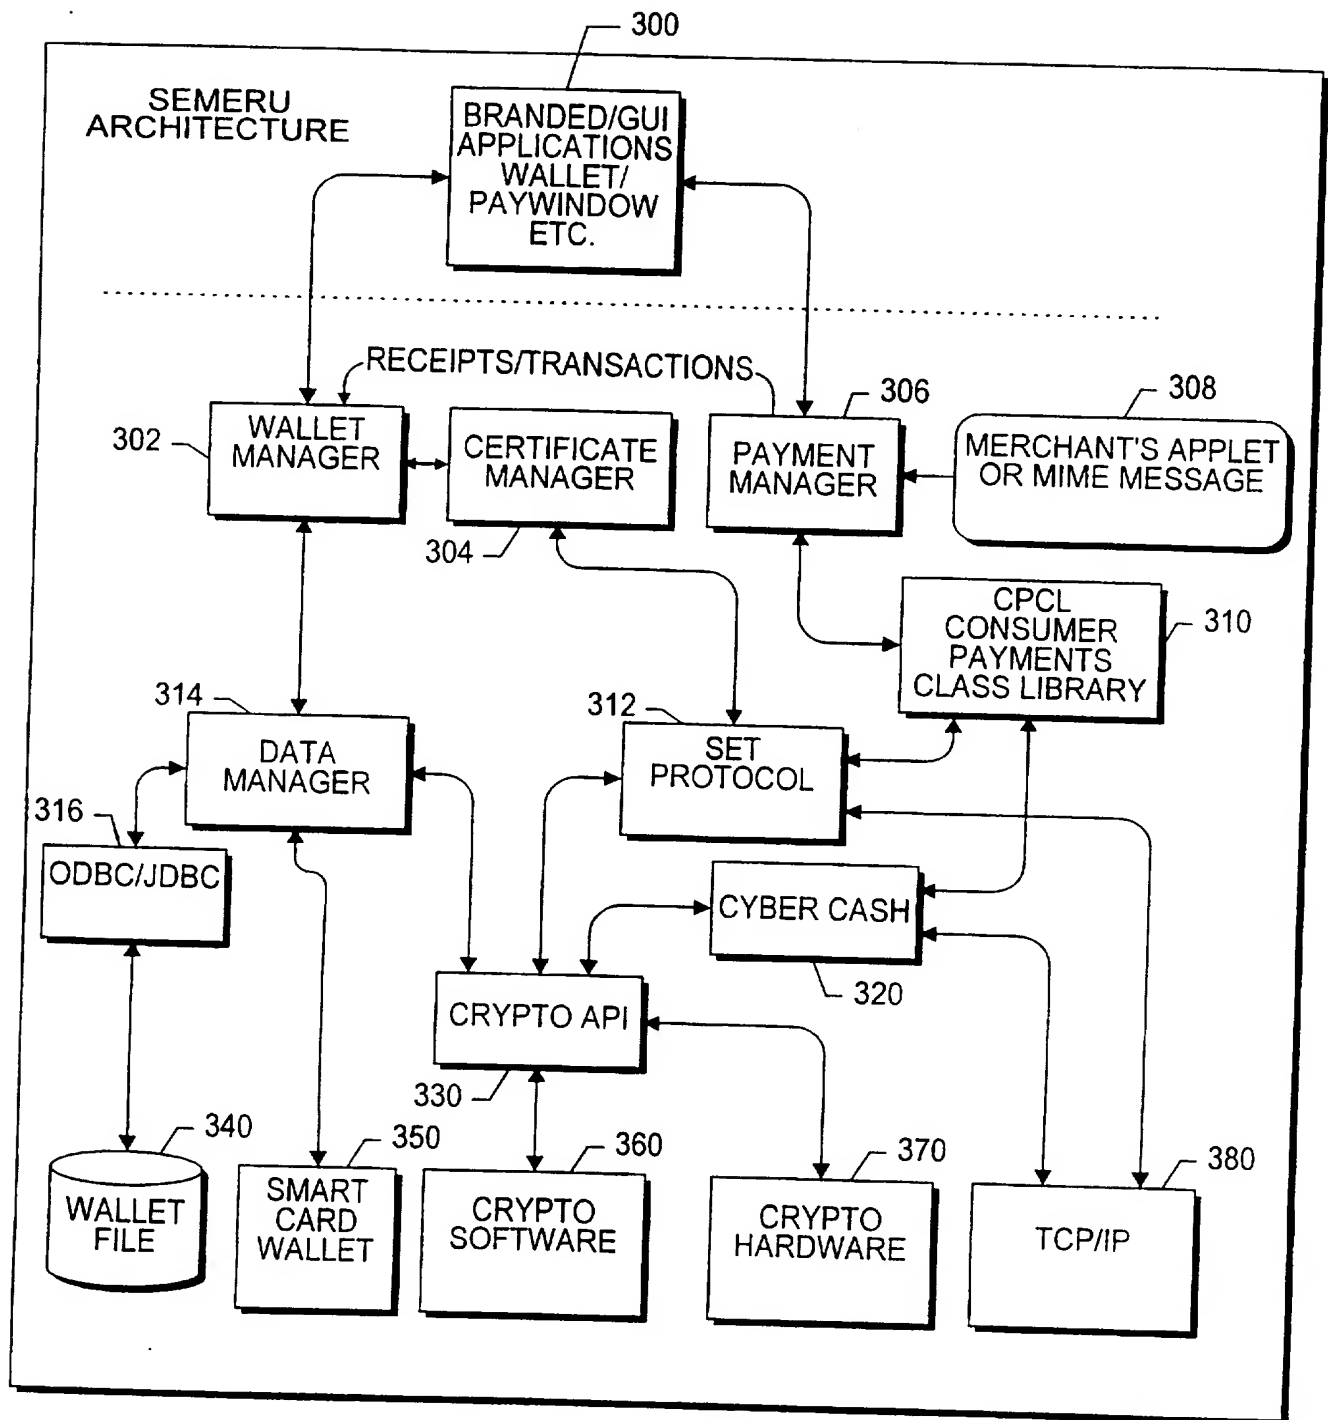 300
SEMERU
ARCHITECTURE
BRANDED/GUI
APPLICATIONS
WALLET/
PAYWINDOW
ETC.
RECEIPTS/TRANSACTIONS
306
308
302
WALLET
MANAGER
CERTIFICATE
MANAGER
PAYMENT
MANAGER
MERCHANT'S APPLET
OR MIME MESSAGE
304
CPCL
CONSUMER
PAYMENTS
CLASS LIBRARY
310
314
312
DATA
MANAGER
SET
PROTOCOL
316
ODBC/JDBC
CYBER CASH
320
CRYPTO API
330
340
350
360
370
380
WALLET
FILE
SMART
CARD
WALLET
CRYPTO
SOFTWARE
CRYPTO
HARDWARE
TCP/IP